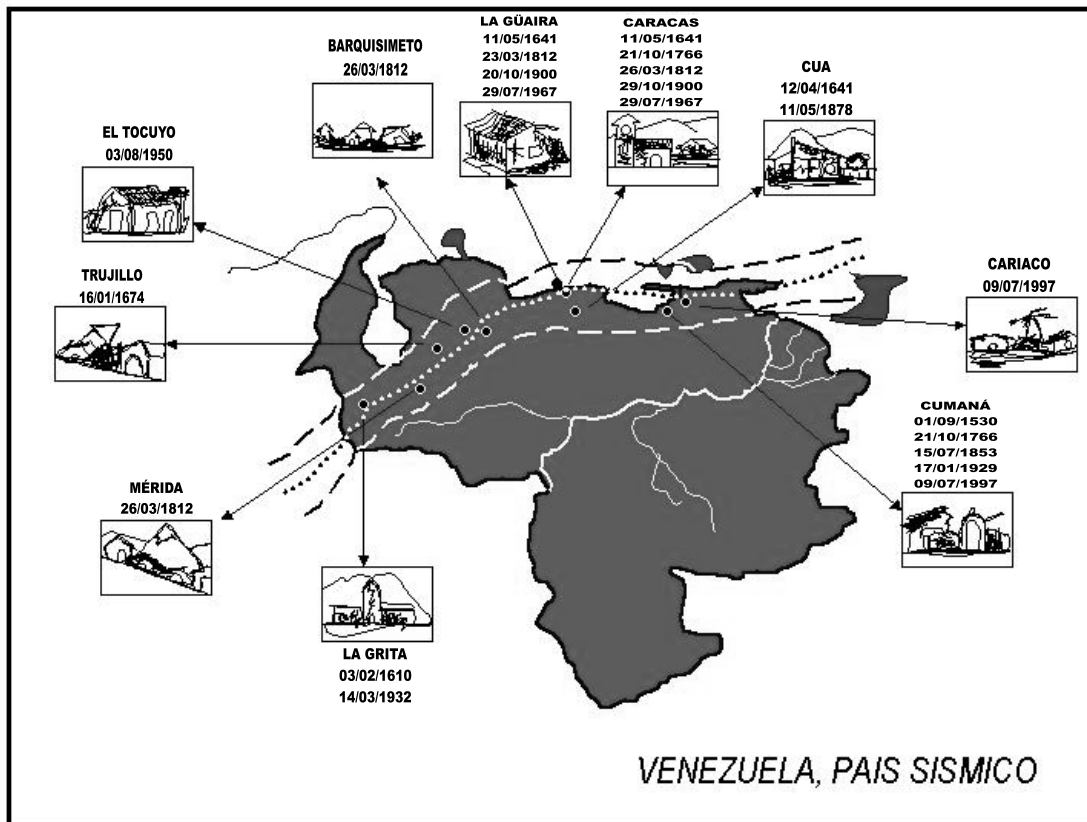 LA GÜAIRA
11/05/1641
23/03/1812
20/10/1900
29/07/1967
CARACAS
11/05/1641
21/10/1766
26/03/1812
29/10/1900
29/07/1967
BARQUISIMETO
26/03/1812
CUA
12/04/1641
11/05/1878
EL TOCUYO
03/08/1950
TRUJILLO
16/01/1674
CARIACO
09/07/1997
CUMANÁ
01/09/1530
21/10/1766
15/07/1853
17/01/1929
09/07/1997
MÉRIDA
26/03/1812
LA GRITA
03/02/1610
14/03/1932
VENEZUELA, PAIS SISMICO